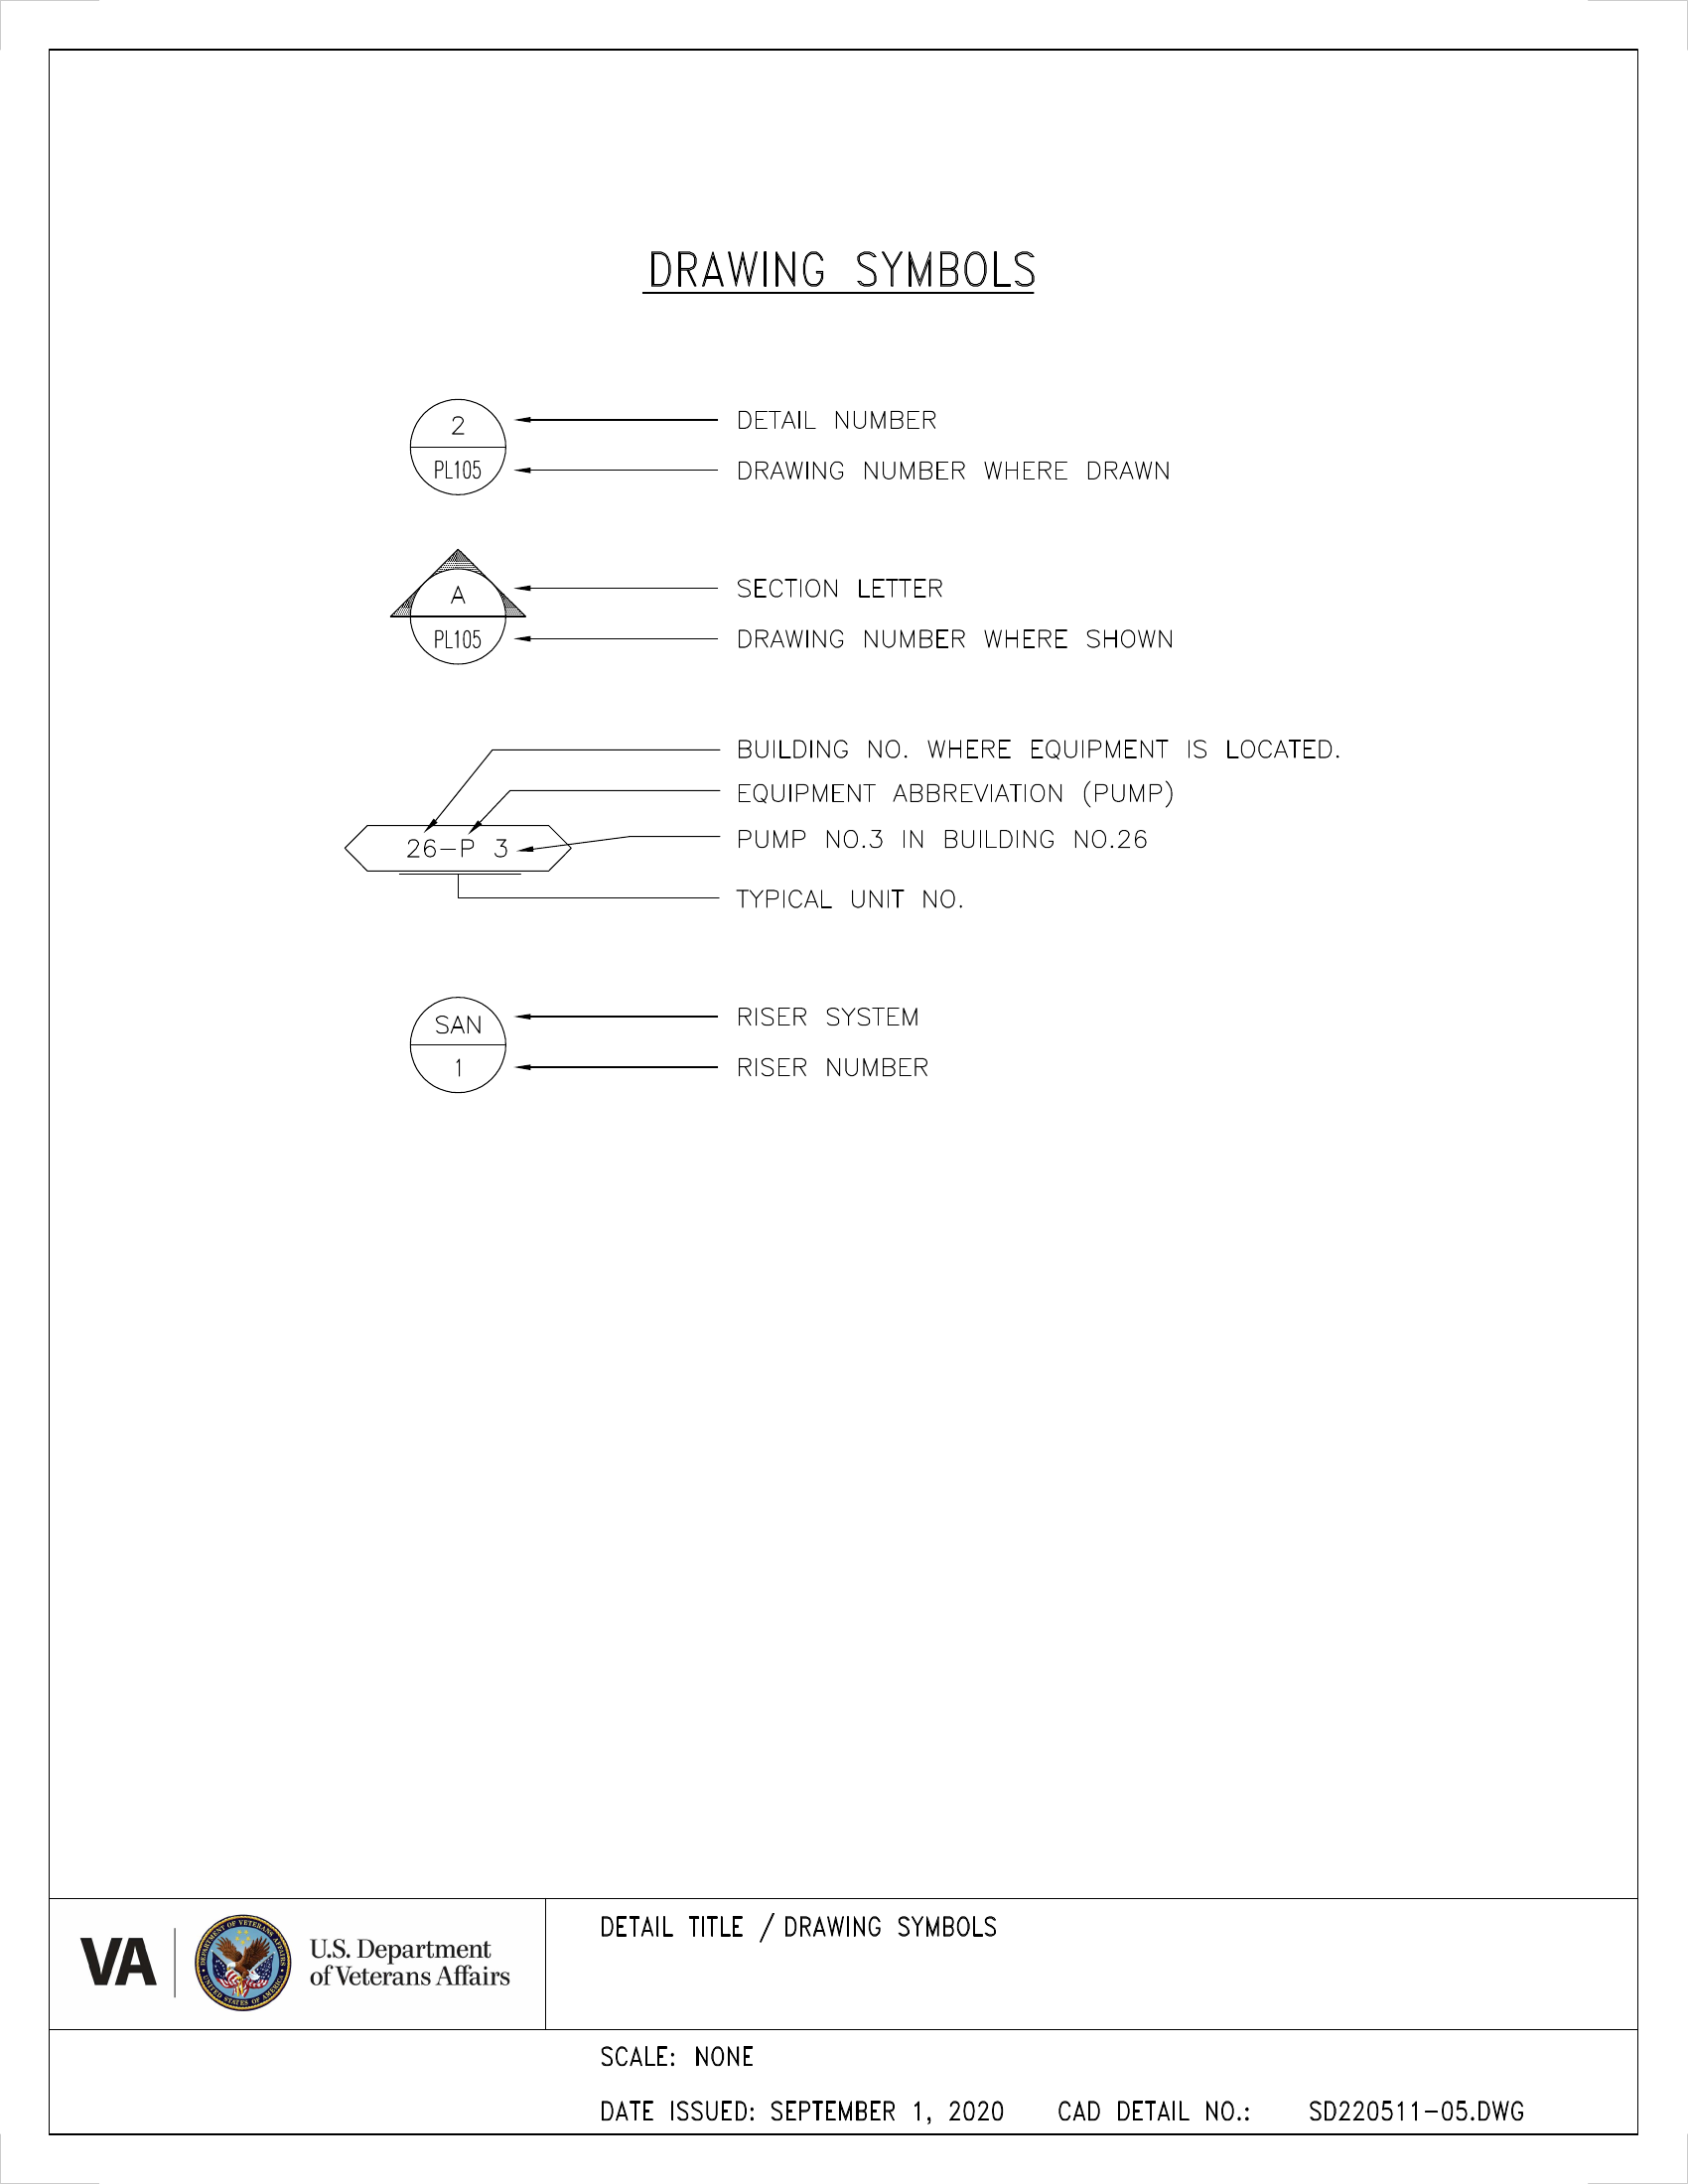 DRAWING SYMBOLS
2
DETAIL NUMBER
PL105
DRAWING NUMBER WHERE DRAWN
A
SECTION LETTER
PL105
DRAWING NUMBER WHERE SHOWN
BUILDING NO. WHERE EQUIPMENT IS LOCATED.
EQUIPMENT ABBREVIATION (PUMP)
26-P 3
PUMP NO.3 IN BUILDING NO.26
TYPICAL UNIT NO.
SAN
RISER SYSTEM
1
RISER NUMBER
VA
DEPARTMENT OF VETERANS AFFAIRS
UNITED STATES OF AMERICA
U.S. Department
of Veterans Affairs
DETAIL TITLE / DRAWING SYMBOLS
SCALE: NONE
DATE ISSUED: SEPTEMBER 1, 2020 CAD DETAIL NO.: SD220511-05.DWG